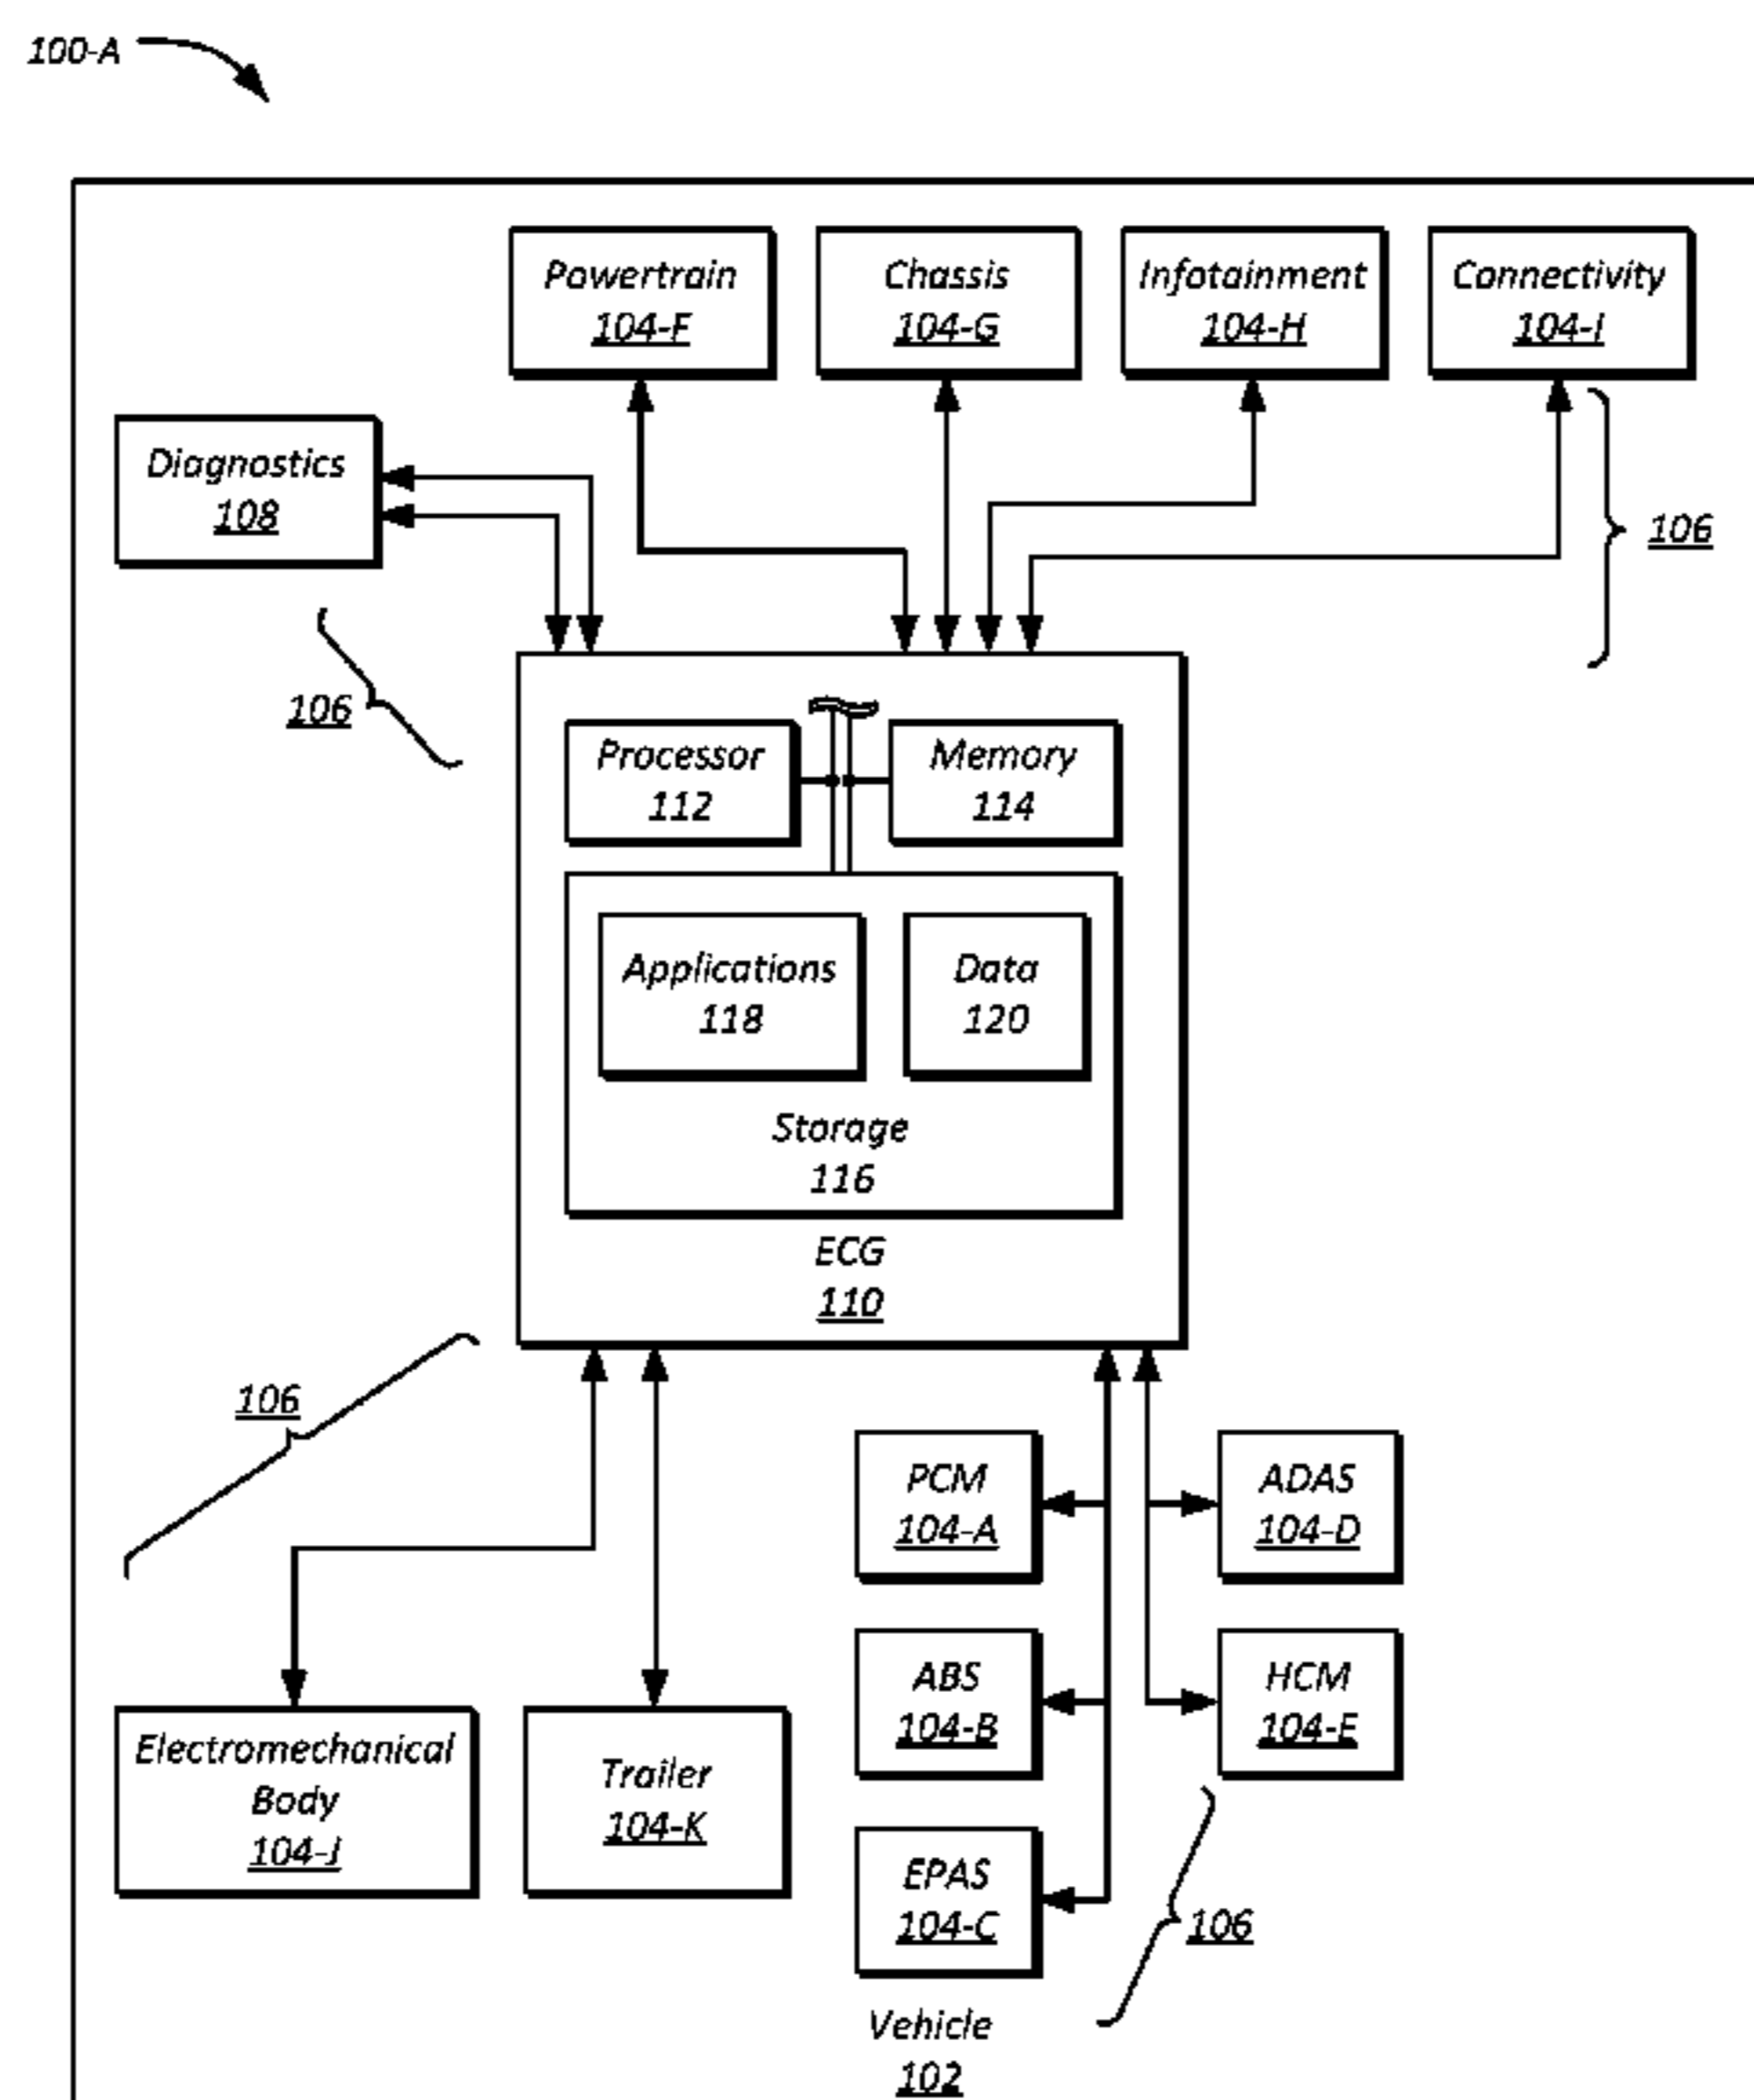 100-A
Powertrain
104-F
Chassis
104-G
Infotainment
104-H
Connectivity
104-I
Diagnostics
108
106
106
Processor
112
Memory
114
Applications
118
Data
120
Storage
116
ECG
110
106
PCM
104-A
ADAS
104-D
ABS
104-B
HCM
104-E
Electromechanical
Body
104-J
Trailer
104-K
EPAS
104-C
106
Vehicle
102